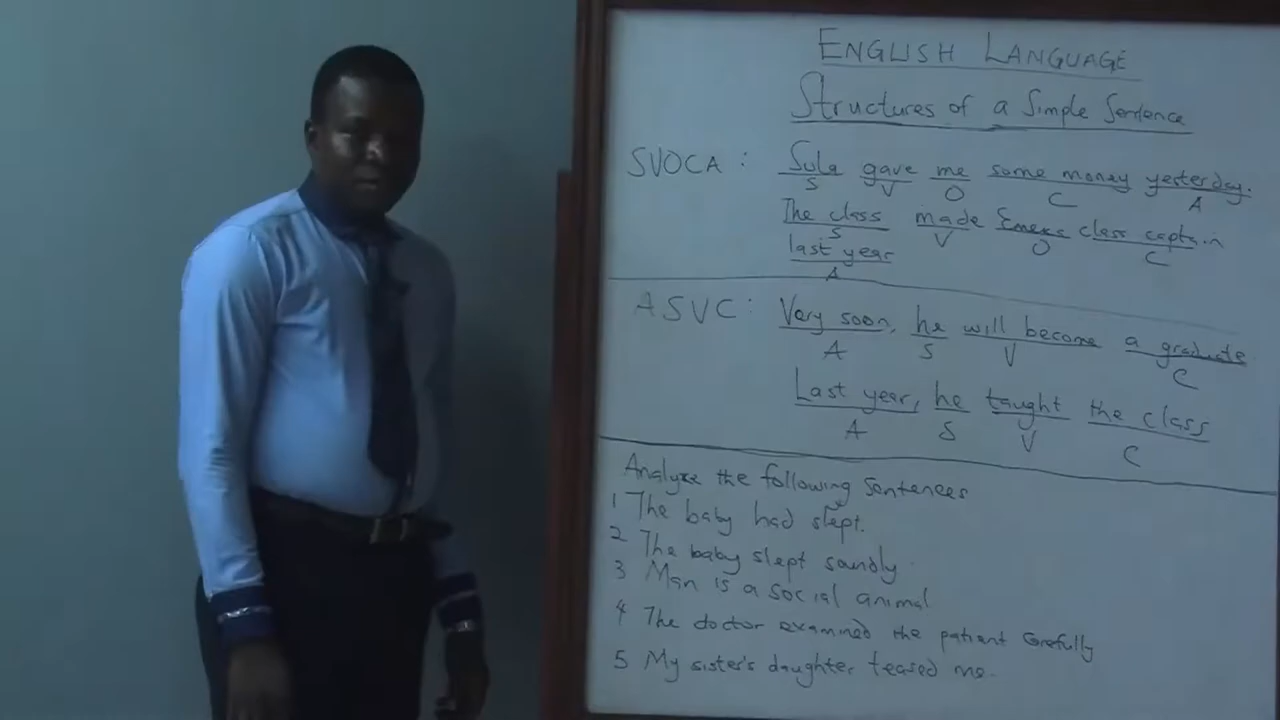 ENGLISH LANGUAGE
Structures of a Simple Sentence
SVOCA: Sula gave me some money yesterday.
S V O C A
The class made Emeka class captain
S V O C
last year
A
ASVC: Very soon, he will become a graduate
A S V C
Last year, he taught the class
A S V C
Analyze the following sentences
1 The baby had slept.
2 The baby slept soundly.
3 Man is a social animal
4 The doctor examined the patient carefully
5 My sister's daughter teased me.